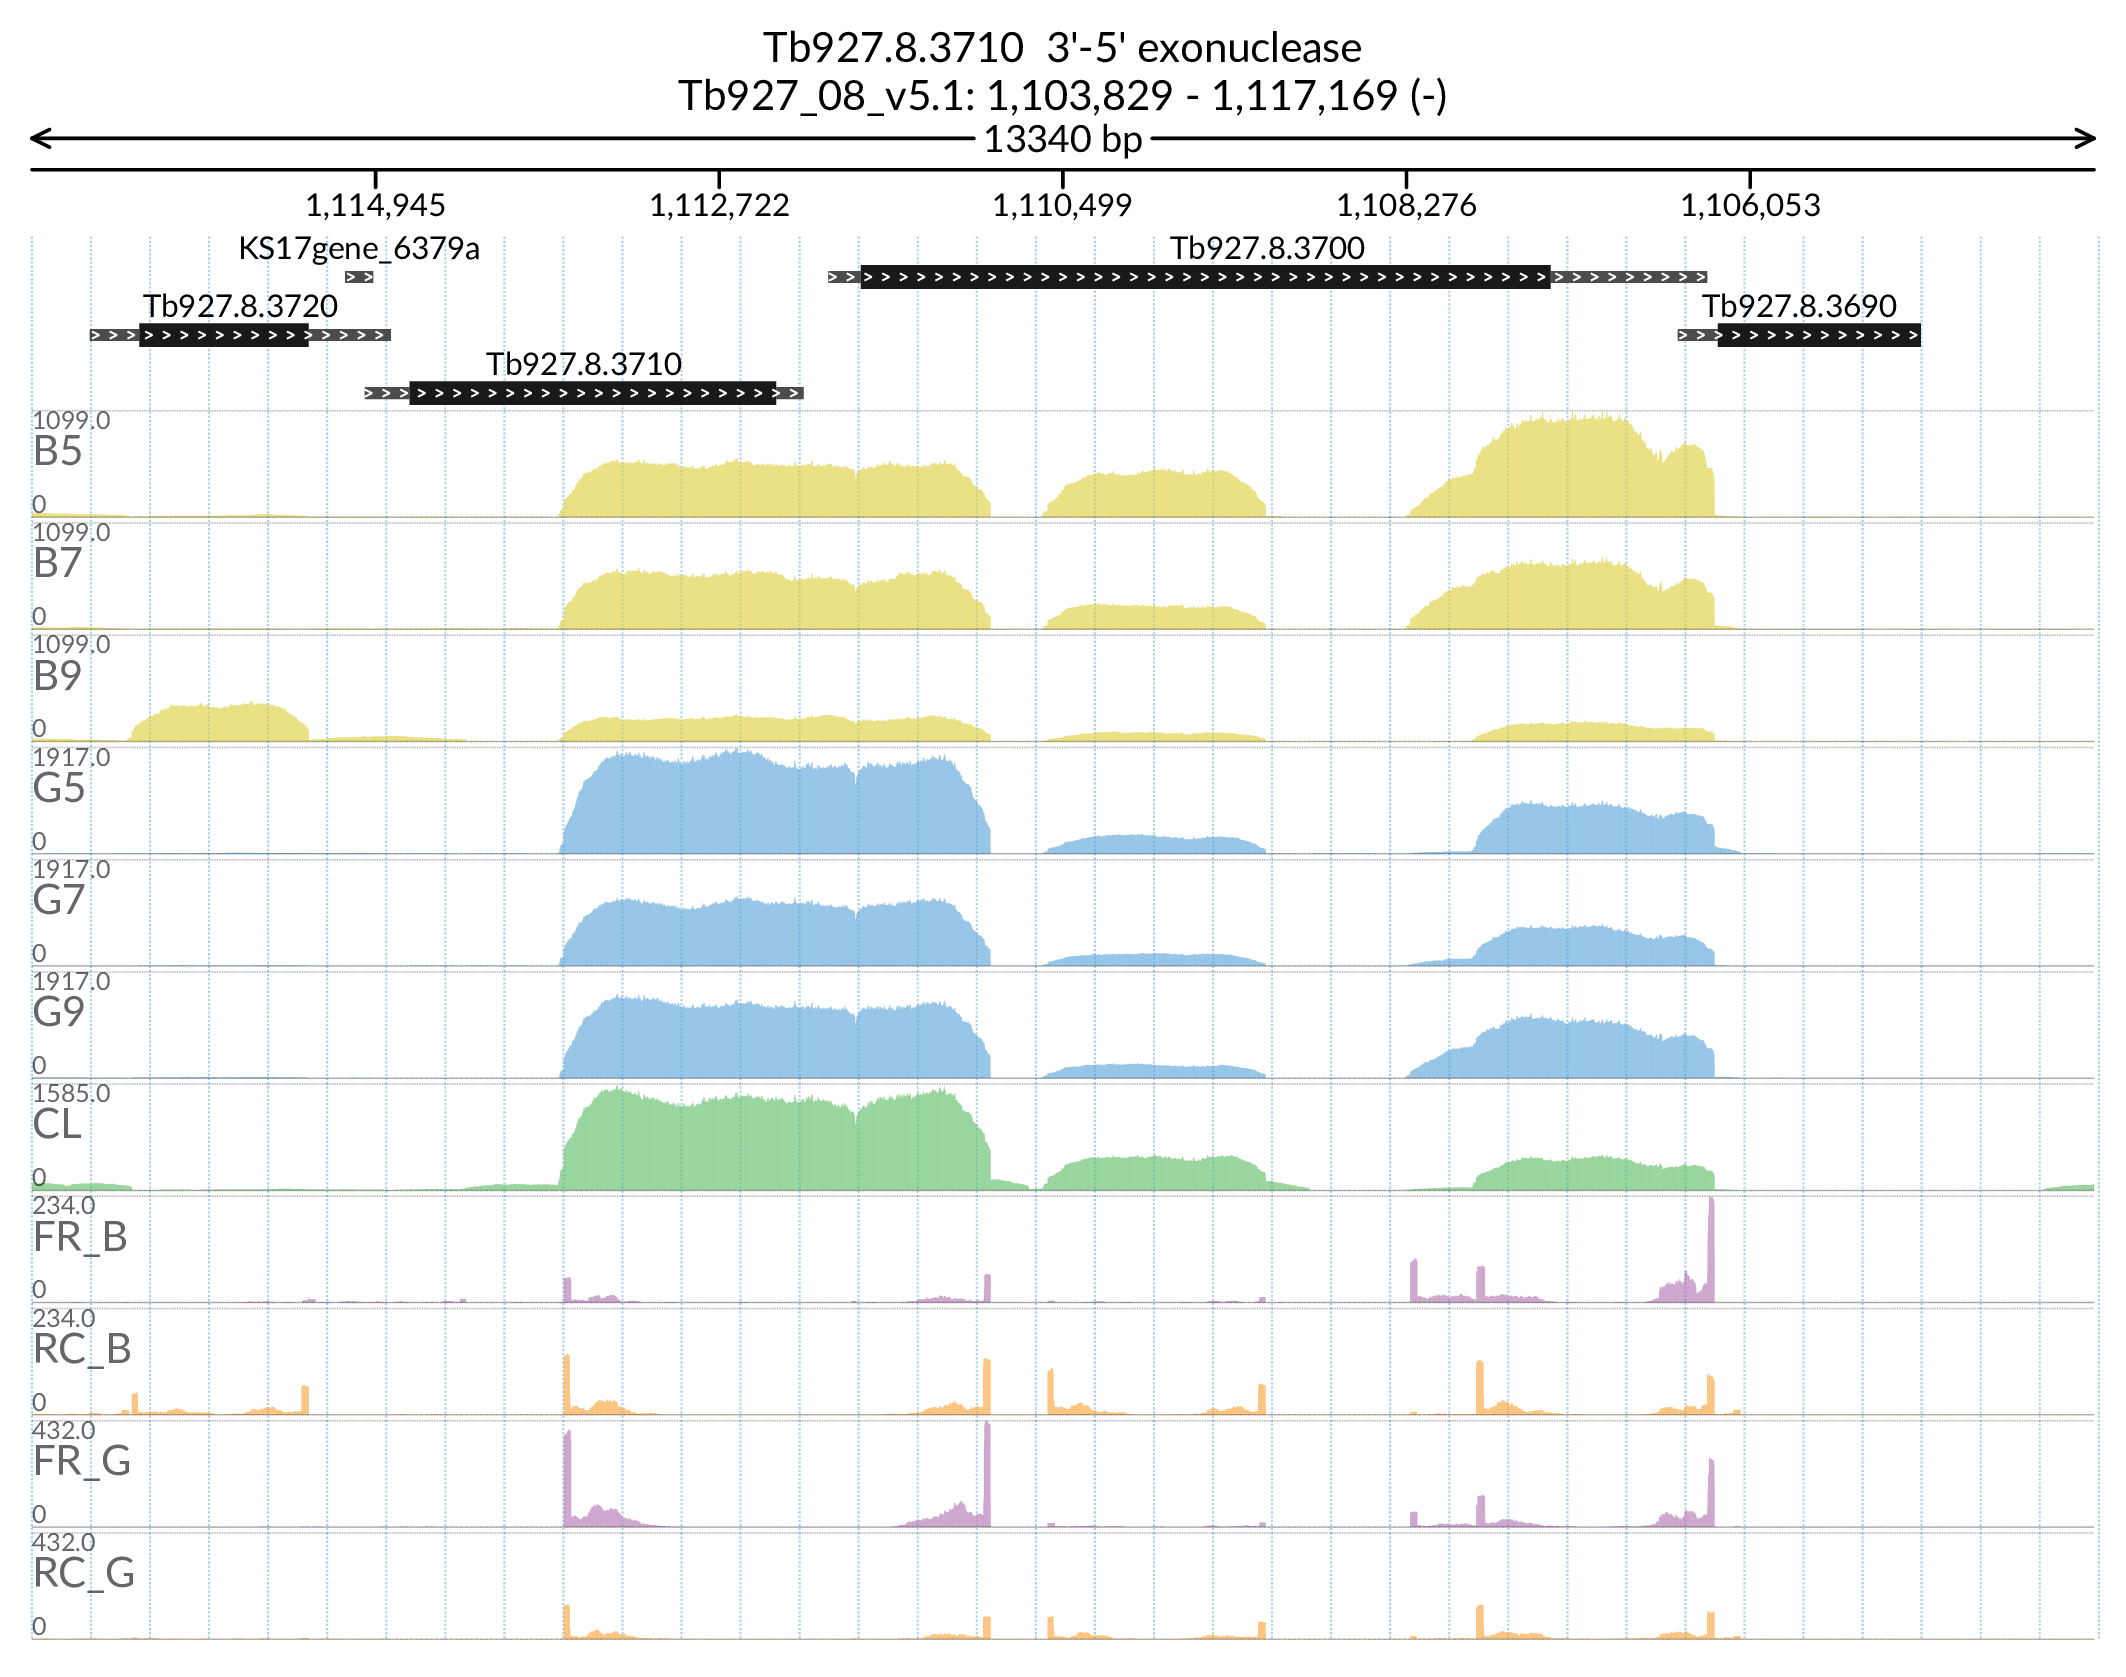 Tb927.8.3710  3'-5' exonuclease
Tb927_08_v5.1: 1,103,829 - 1,117,169 (-)
13340 bp
1,114,945 1,112,722 1,110,499 1,108,276 1,106,053
KS17gene_6379a Tb927.8.3700
Tb927.8.3720 Tb927.8.3690
Tb927.8.3710
1099.0
B5
0
1099.0
B7
0
1099.0
B9
0
1917.0
G5
0
1917.0
G7
0
1917.0
G9
0
1585.0
CL
0
234.0
FR_B
0
234.0
RC_B
0
432.0
FR_G
0
432.0
RC_G
0